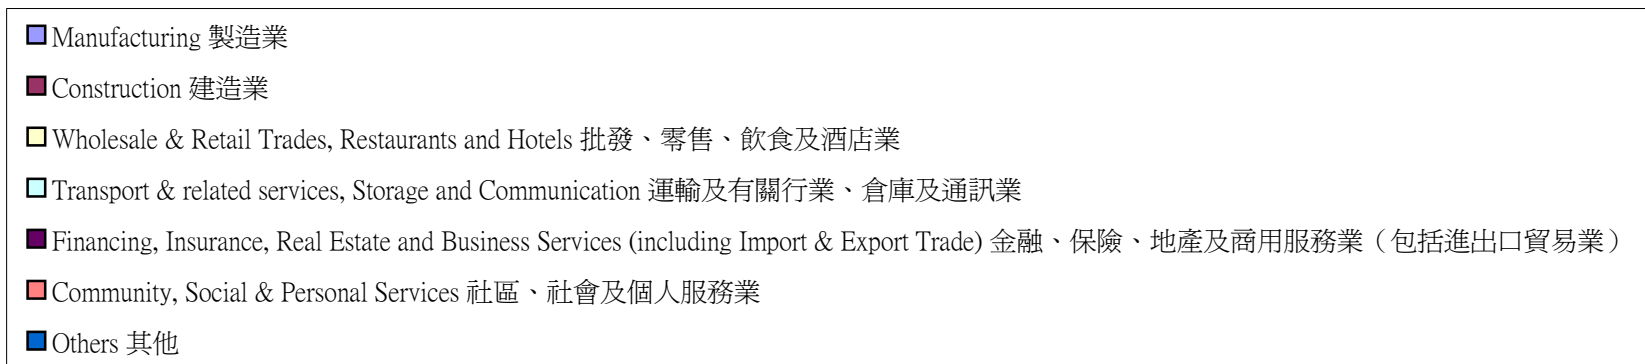 Manufacturing 製造業
Construction 建造業
Wholesale & Retail Trades, Restaurants and Hotels 批發、零售、飲食及酒店業
Transport & related services, Storage and Communication 運輸及有關行業、倉庫及通訊業
Financing, Insurance, Real Estate and Business Services (including Import & Export Trade) 金融、保險、地產及商用服務業（包括進出口貿易業）
Community, Social & Personal Services 社區、社會及個人服務業
Others 其他